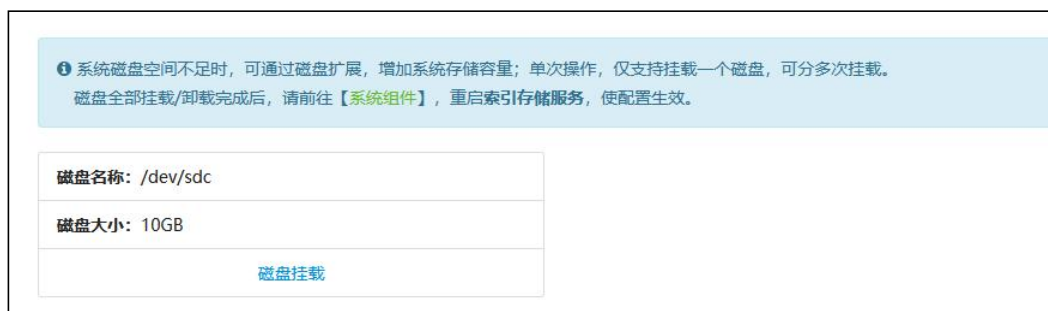 系统磁盘空间不足时，可通过磁盘扩展，增加系统存储容量；单次操作，仅支持挂载一个磁盘，可分多次挂载。
磁盘全部挂载/卸载完成后，请前往【系统组件】，重启索引存储服务，使配置生效。
磁盘名称：/dev/sdc
磁盘大小：10GB
磁盘挂载